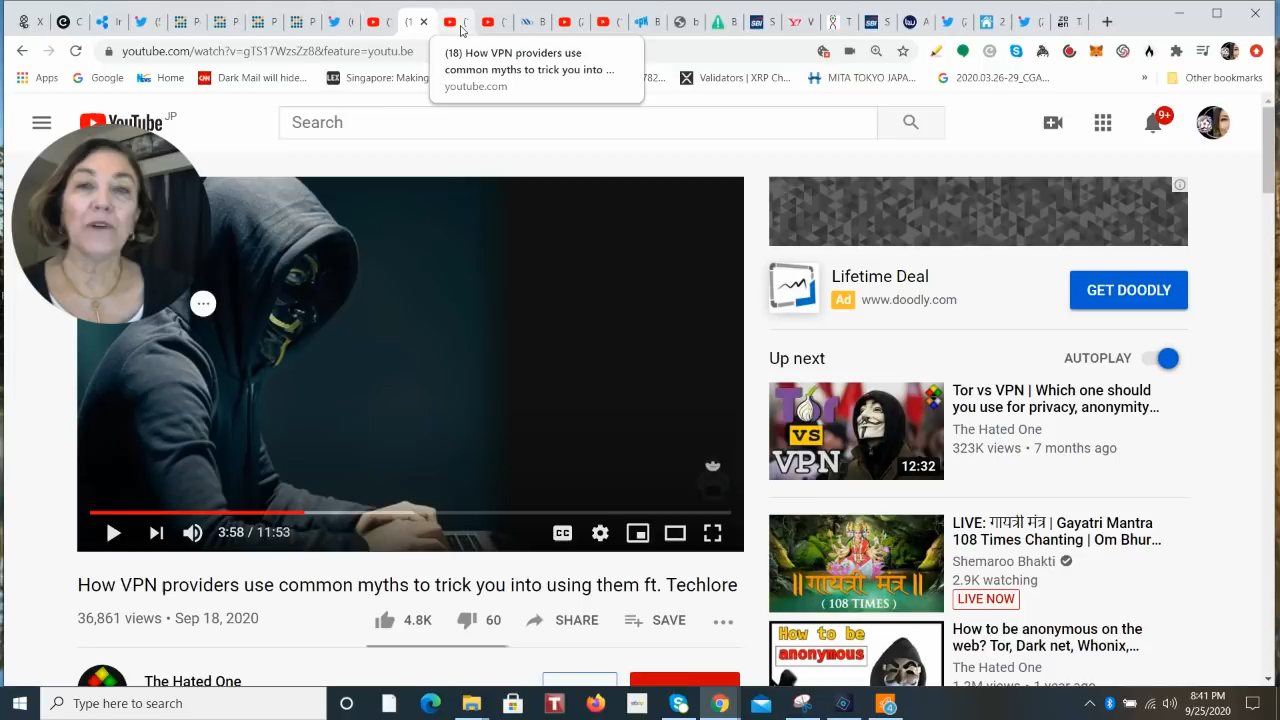 (18) How VPN providers use
common myths to trick you into ...
youtube.com
youtube.com/watch?v=gTS17WzsZz8&feature=youtu.be
Apps
Google
Home
Dark Mail will hide...
Singapore: Making
782...
Validators | XRP Ch...
MITA TOKYO JAPA...
2020.03.26-29_CGA...
Other bookmarks
YouTube JP
Search
9+
Lifetime Deal
Ad www.doodly.com
GET DOODLY
Up next
AUTOPLAY
Tor VS VPN
12:32
Tor vs VPN | Which one should
you use for privacy, anonymity...
The Hated One
323K views • 7 months ago
3:58 / 11:53
CC
॥ गायत्री मंत्र ॥
( 108 TIMES )
LIVE: गायत्री मंत्र | Gayatri Mantra
108 Times Chanting | Om Bhur...
Shemaroo Bhakti
2.9K watching
LIVE NOW
How VPN providers use common myths to trick you into using them ft. Techlore
36,861 views • Sep 18, 2020
4.8K
60
SHARE
SAVE
How to be
anonymous
How to be anonymous on the
web? Tor, Dark net, Whonix,...
The Hated One
1.2M views • 1 year ago
The Hated One
Type here to search
8:41 PM
9/25/2020